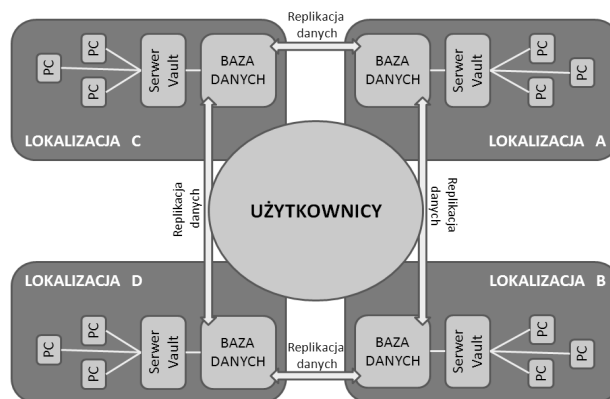 Replikacja
danych
PC
PC
PC
Serwer
Vault
BAZA
DANYCH
LOKALIZACJA C
BAZA
DANYCH
Serwer
Vault
PC
PC
PC
LOKALIZACJA A
Replikacja
danych
UŻYTKOWNICY
Replikacja
danych
LOKALIZACJA D
PC
PC
PC
Serwer
Vault
BAZA
DANYCH
Replikacja
danych
LOKALIZACJA B
BAZA
DANYCH
Serwer
Vault
PC
PC
PC